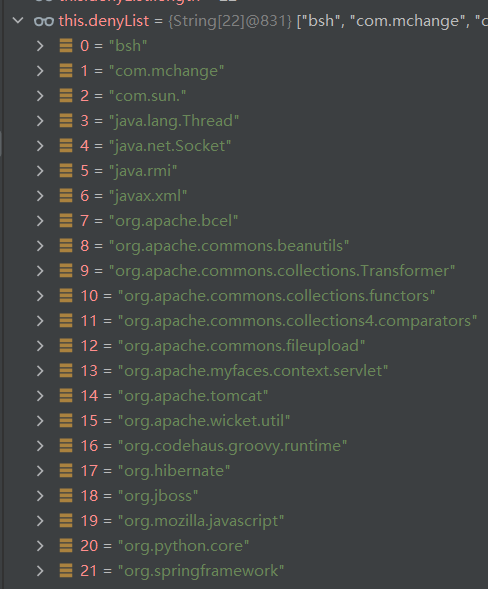 this.denyList = {String[22]@831} ["bsh", "com.mchange", "c
0 = "bsh"
1 = "com.mchange"
2 = "com.sun."
3 = "java.lang.Thread"
4 = "java.net.Socket"
5 = "java.rmi"
6 = "javax.xml"
7 = "org.apache.bcel"
8 = "org.apache.commons.beanutils"
9 = "org.apache.commons.collections.Transformer"
10 = "org.apache.commons.collections.functors"
11 = "org.apache.commons.collections4.comparators"
12 = "org.apache.commons.fileupload"
13 = "org.apache.myfaces.context.servlet"
14 = "org.apache.tomcat"
15 = "org.apache.wicket.util"
16 = "org.codehaus.groovy.runtime"
17 = "org.hibernate"
18 = "org.jboss"
19 = "org.mozilla.javascript"
20 = "org.python.core"
21 = "org.springframework"